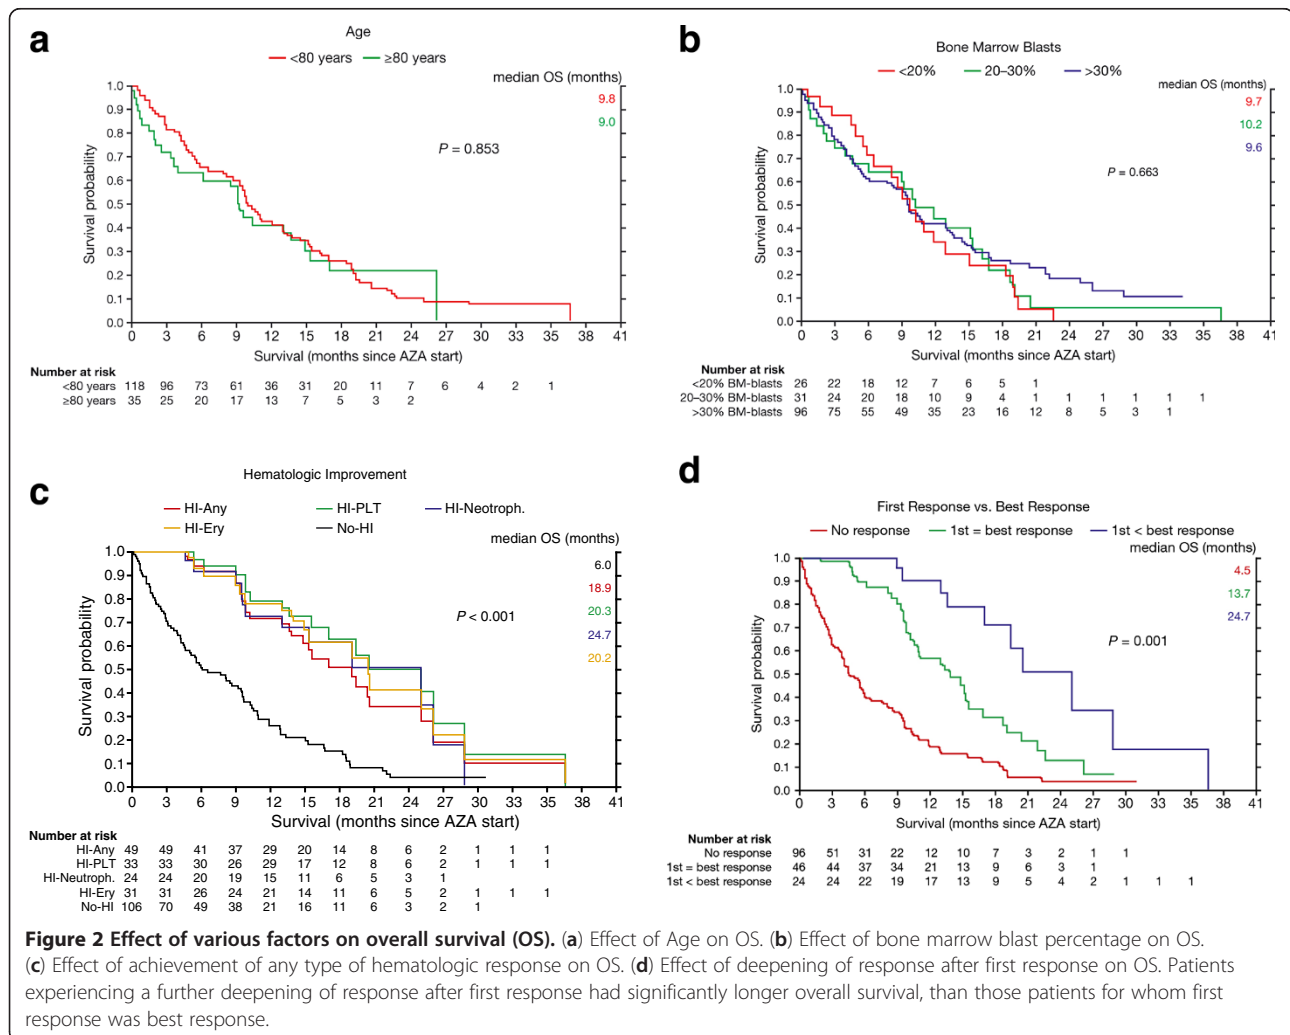 a
Age
<80 years ≥80 years
median OS (months)
9.8
9.0
P = 0.853
Survival probability
1.0
0.9
0.8
0.7
0.6
0.5
0.4
0.3
0.2
0.1
0.0
0 3 6 9 12 15 18 21 24 27 30 33 36 38 41
Survival (months since AZA start)
Number at risk
<80 years 118 96 73 61 36 31 20 11 7 6 4 2 1
≥80 years 35 25 20 17 13 7 5 3 2
b
Bone Marrow Blasts
<20% 20–30% >30%
median OS (months)
9.7
10.2
9.6
P = 0.663
Survival probability
1.0
0.9
0.8
0.7
0.6
0.5
0.4
0.3
0.2
0.1
0.0
0 3 6 9 12 15 18 21 24 27 30 33 36 38 41
Survival (months since AZA start)
Number at risk
<20% BM-blasts 26 22 18 12 7 6 5 1
20–30% BM-blasts 31 24 20 18 10 9 4 1 1 1 1 1 1
>30% BM-blasts 96 75 55 49 35 23 16 12 8 5 3 1
c
Hematologic Improvement
HI-Any HI-PLT HI-Neotroph.
HI-Ery No-HI
median OS (months)
6.0
18.9
20.3
24.7
20.2
P < 0.001
Survival probability
1.0
0.9
0.8
0.7
0.6
0.5
0.4
0.3
0.2
0.1
0.0
0 3 6 9 12 15 18 21 24 27 30 33 36 38 41
Survival (months since AZA start)
Number at risk
HI-Any 49 49 41 37 29 20 14 8 6 2 1 1 1
HI-PLT 33 33 30 26 29 17 12 8 6 2 1 1 1
HI-Neutroph. 24 24 20 19 15 11 6 5 3 1
HI-Ery 31 31 26 24 21 14 11 6 5 2 1 1 1
No-HI 106 70 49 38 21 16 11 6 3 2 1
d
First Response vs. Best Response
No response 1st = best response 1st < best response
median OS (months)
4.5
13.7
24.7
P = 0.001
Survival probability
1.0
0.9
0.8
0.7
0.6
0.5
0.4
0.3
0.2
0.1
0.0
0 3 6 9 12 15 18 21 24 27 30 33 36 38 41
Survival (months since AZA start)
Number at risk
No response 96 51 31 22 12 10 7 3 2 1 1
1st = best response 46 44 37 34 21 13 9 6 3 1
1st < best response 24 24 22 19 17 13 9 5 4 2 1 1 1
Figure 2 Effect of various factors on overall survival (OS). (a) Effect of Age on OS. (b) Effect of bone marrow blast percentage on OS.
(c) Effect of achievement of any type of hematologic response on OS. (d) Effect of deepening of response after first response on OS. Patients
experiencing a further deepening of response after first response had significantly longer overall survival, than those patients for whom first
response was best response.